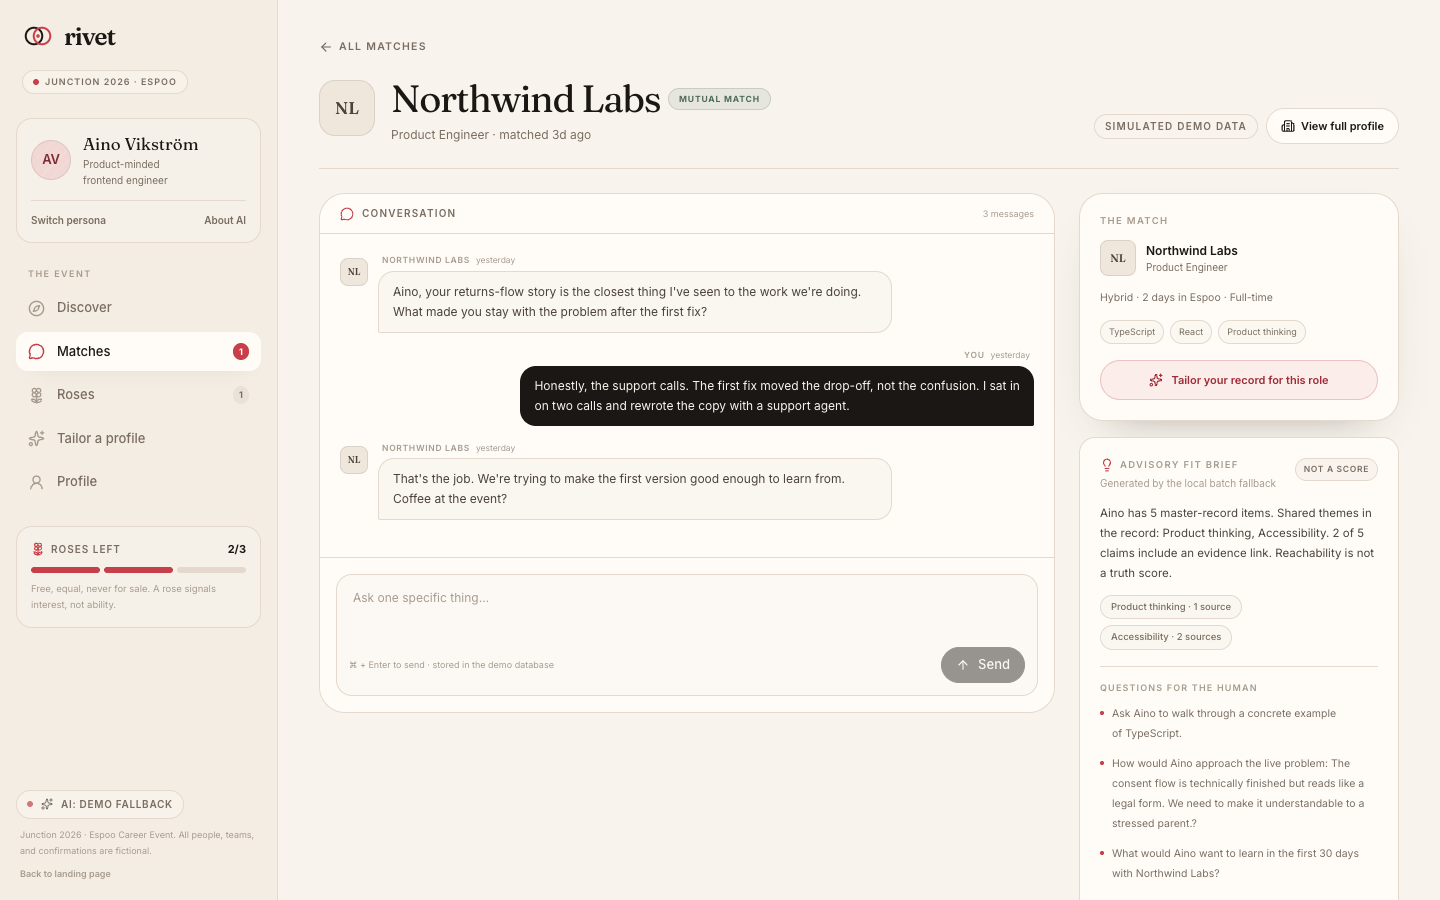 rivet
JUNCTION 2026 · ESPOO
AV
Aino Vikström
Product-minded
frontend engineer
Switch persona
About AI
THE EVENT
Discover
Matches
1
Roses
1
Tailor a profile
Profile
ROSES LEFT
2/3
Free, equal, never for sale. A rose signals
interest, not ability.
AI: DEMO FALLBACK
Junction 2026 · Espoo Career Event. All people, teams,
and confirmations are fictional.
Back to landing page
ALL MATCHES
NL
Northwind Labs
MUTUAL MATCH
Product Engineer · matched 3d ago
SIMULATED DEMO DATA
View full profile
CONVERSATION
3 messages
NORTHWIND LABS yesterday
NL
Aino, your returns-flow story is the closest thing I've seen to the work we're doing.
What made you stay with the problem after the first fix?
YOU yesterday
Honestly, the support calls. The first fix moved the drop-off, not the confusion. I sat in
on two calls and rewrote the copy with a support agent.
NORTHWIND LABS yesterday
NL
That's the job. We're trying to make the first version good enough to learn from.
Coffee at the event?
Ask one specific thing...
⌘ + Enter to send · stored in the demo database
Send
THE MATCH
NL
Northwind Labs
Product Engineer
Hybrid · 2 days in Espoo · Full-time
TypeScript
React
Product thinking
Tailor your record for this role
ADVISORY FIT BRIEF
NOT A SCORE
Generated by the local batch fallback
Aino has 5 master-record items. Shared themes in
the record: Product thinking, Accessibility. 2 of 5
claims include an evidence link. Reachability is not
a truth score.
Product thinking · 1 source
Accessibility · 2 sources
QUESTIONS FOR THE HUMAN
Ask Aino to walk through a concrete example
of TypeScript.
How would Aino approach the live problem: The
consent flow is technically finished but reads like a
legal form. We need to make it understandable to a
stressed parent.?
What would Aino want to learn in the first 30 days
with Northwind Labs?